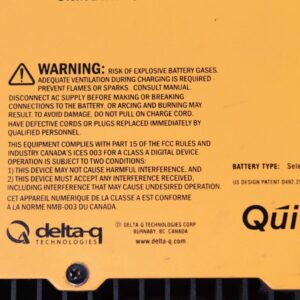 WARNING: RISK OF EXPLOSIVE BATTERY GASES.
ADEQUATE VENTILATION DURING CHARGING IS REQUIRED -
PREVENT FLAMES OR SPARKS. CONSULT MANUAL.
DISCONNECT AC SUPPLY BEFORE MAKING OR BREAKING
CONNECTIONS TO THE BATTERY, OR ARCING AND BURNING MAY
RESULT. TO AVOID DAMAGE, DO NOT PULL ON CHARGE CORD.
HAVE DEFECTIVE CORDS OR PLUGS REPLACED IMMEDIATELY BY
QUALIFIED PERSONNEL.
THIS EQUIPMENT COMPLIES WITH PART 15 OF THE FCC RULES AND
INDUSTRY CANADA'S ICES 003 FOR A CLASS A DIGITAL DEVICE.
OPERATION IS SUBJECT TO TWO CONDITIONS:
1) THIS DEVICE MAY NOT CAUSE HARMFUL INTERFERENCE, AND
2) THIS DEVICE MUST ACCEPT ANY INTERFERENCE RECEIVED,
INCLUDING INTERFERENCE THAT MAY CAUSE UNDESIRED OPERATION.
CET APPAREIL NUMERIQUE DE LA CLASSE A EST CONFORME
A LA NORME NMB-003 DU CANADA.
BATTERY TYPE: Sele
US DESIGN PATENT D492.2
Qui
delta-q
TECHNOLOGIES
© DELTA-Q TECHNOLOGIES CORP
BURNABY, BC CANADA
www.delta-q.com